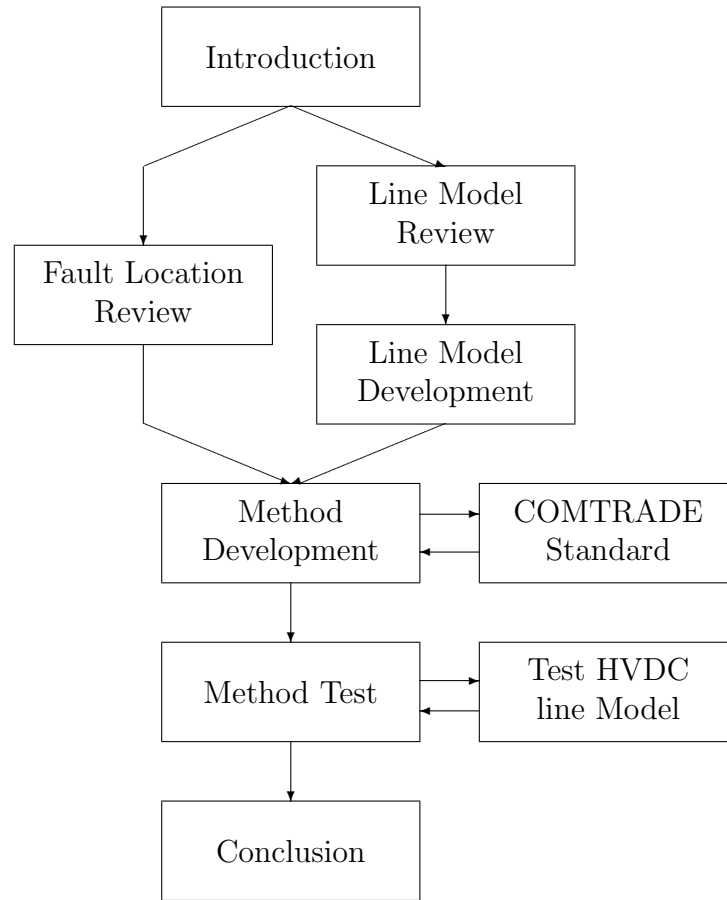 Introduction
Line Model
Review
Fault Location
Review
Line Model
Development
Method
Development
COMTRADE
Standard
Method Test
Test HVDC
line Model
Conclusion